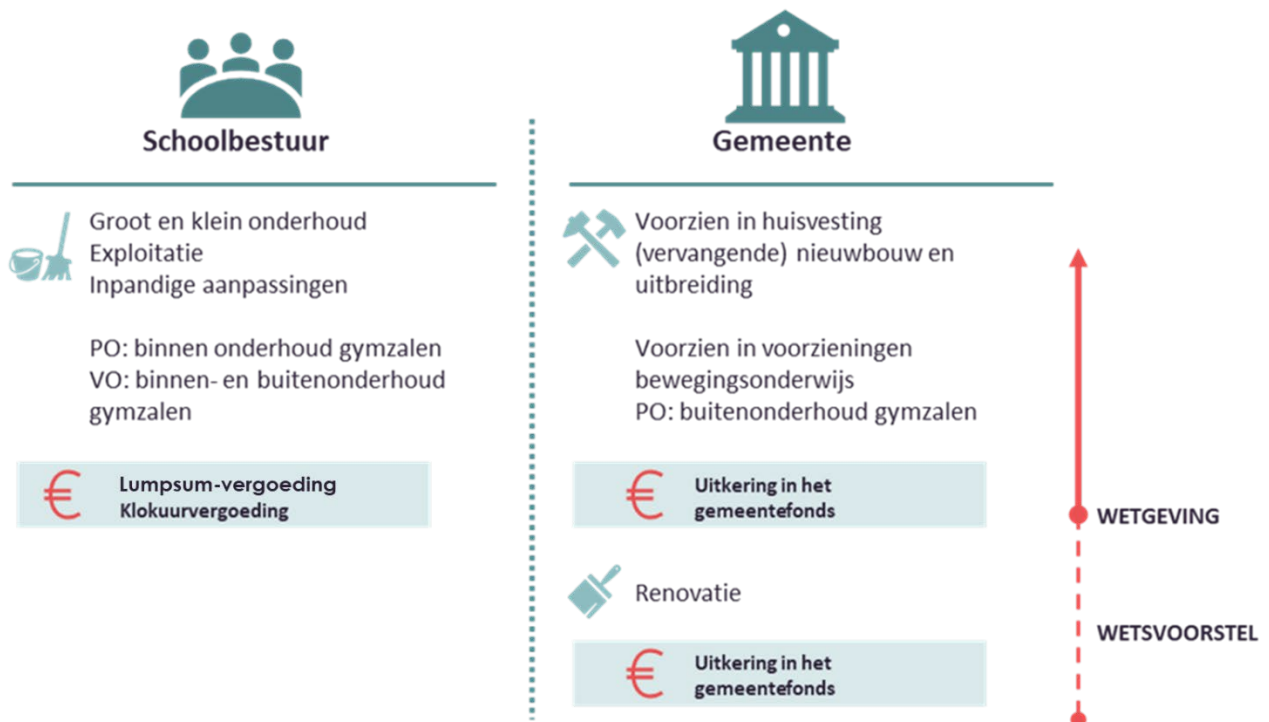 Schoolbestuur
Groot en klein onderhoud
Exploitatie
Inpandige aanpassingen
PO: binnen onderhoud gymzalen
VO: binnen- en buitenonderhoud
gymzalen
€ Lumpsum-vergoeding
Klokuurvergoeding
Gemeente
Voorzien in huisvesting
(vervangende) nieuwbouw en
uitbreiding
Voorzien in voorzieningen
bewegingsonderwijs
PO: buitenonderhoud gymzalen
€ Uitkering in het
gemeentefonds
Renovatie
€ Uitkering in het
gemeentefonds
WETGEVING
WETSVOORSTEL